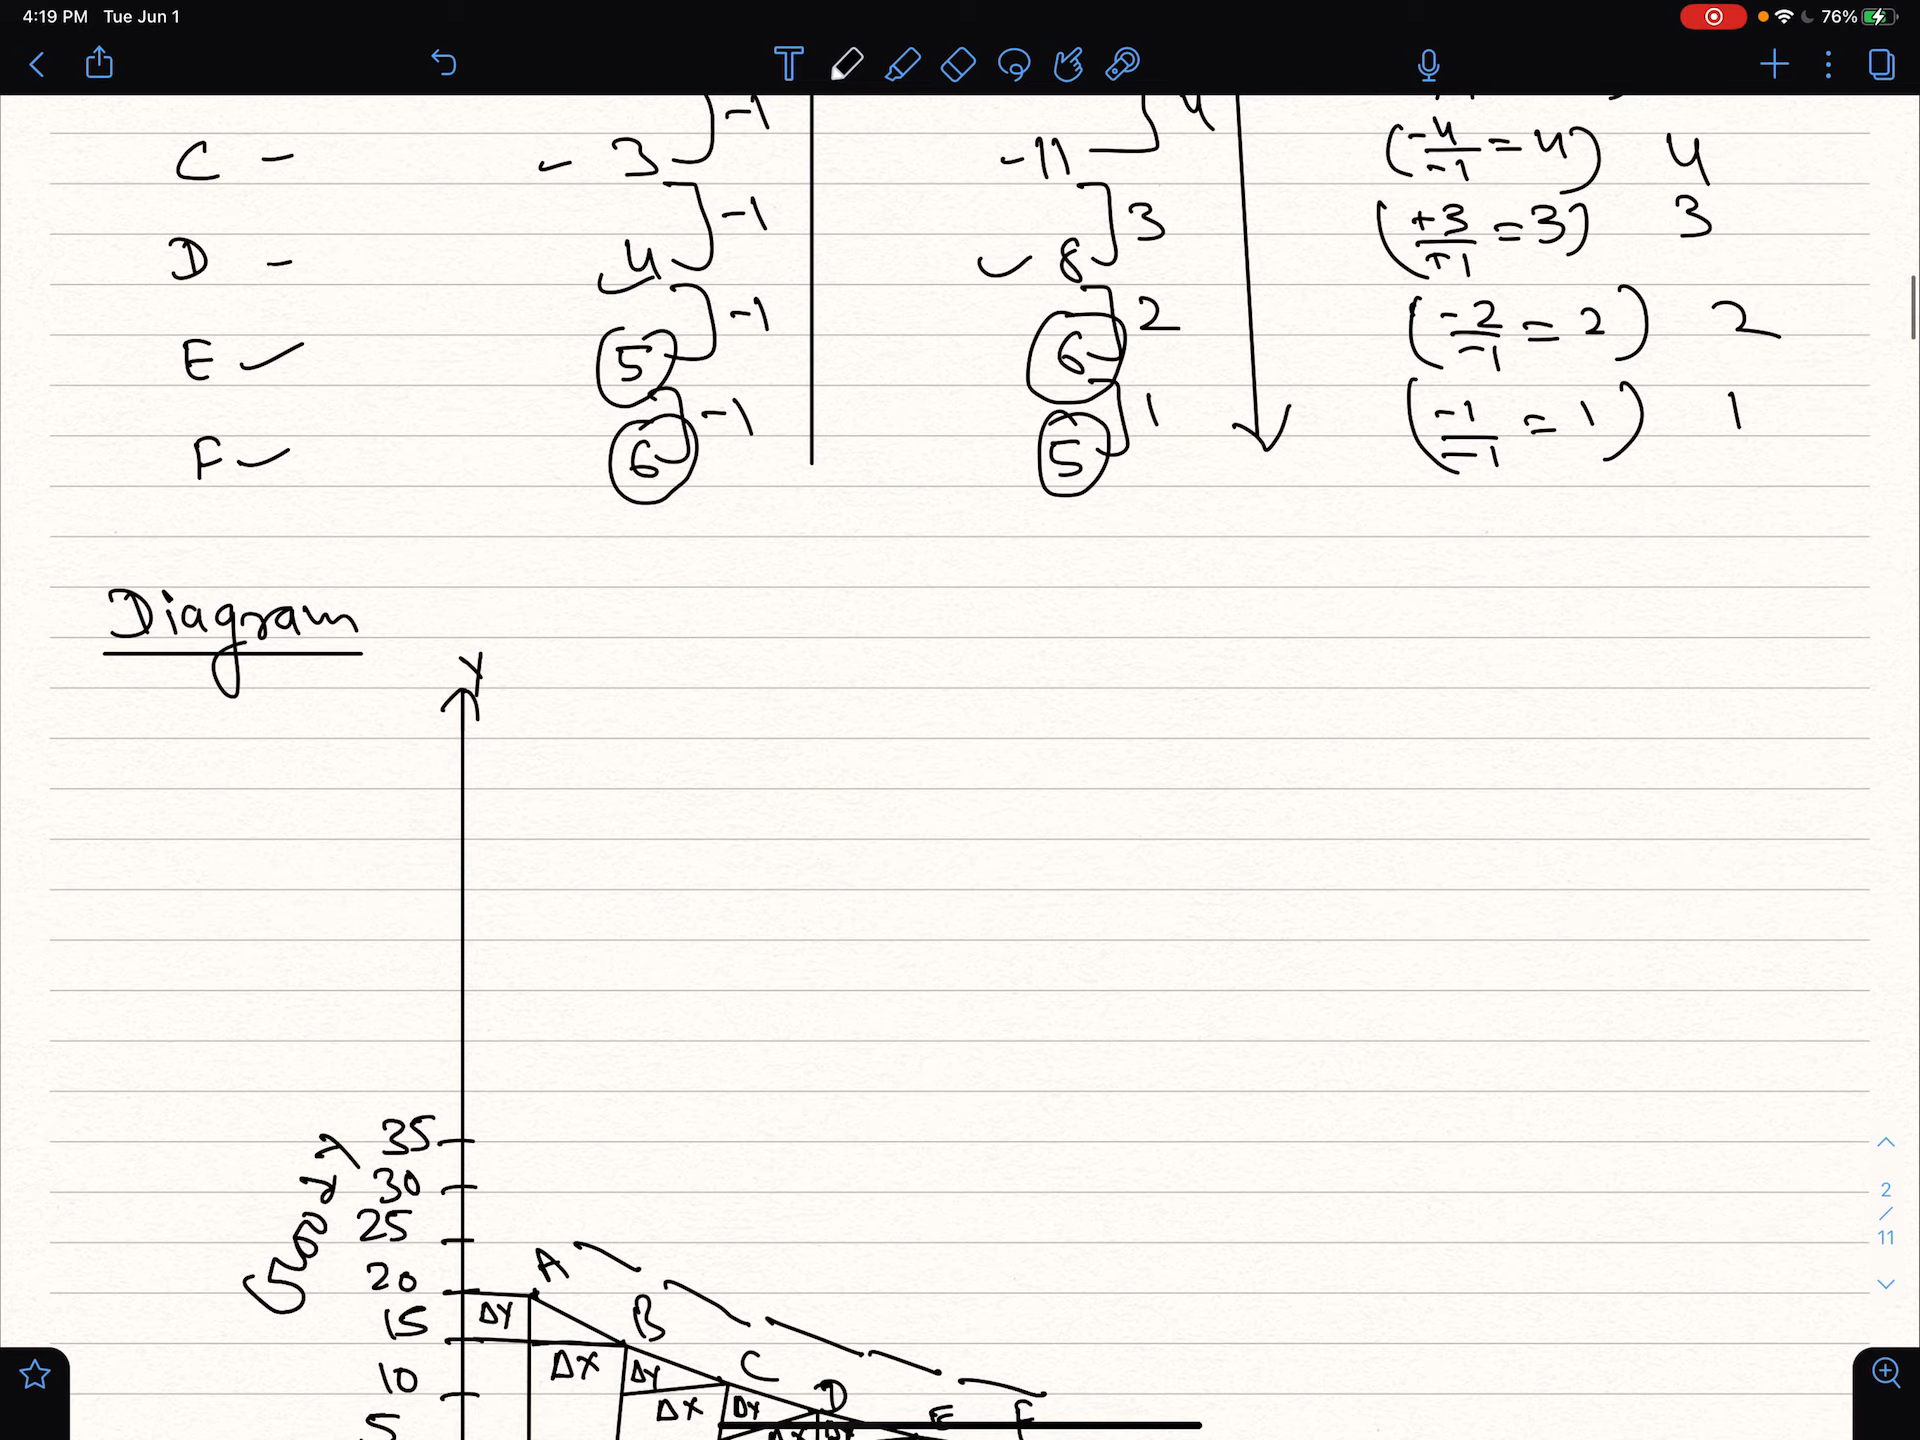 4:19 PM Tue Jun 1 76%
-1 4
C - - 3 -11 (-4/-1 = 4) 4
-1 3
D - 4 8 (+3/+1 = 3) 3
-1 2
E 5 6 (-2/-1 = 2) 2
-1 1
F 6 5 (-1/-1 = 1) 1
Diagram
Y
35
30
25
20
15
10
5
Good Y
A
B
C
D
E
F
ΔY
ΔX
ΔY
ΔX
ΔY
ΔX
2
/
11